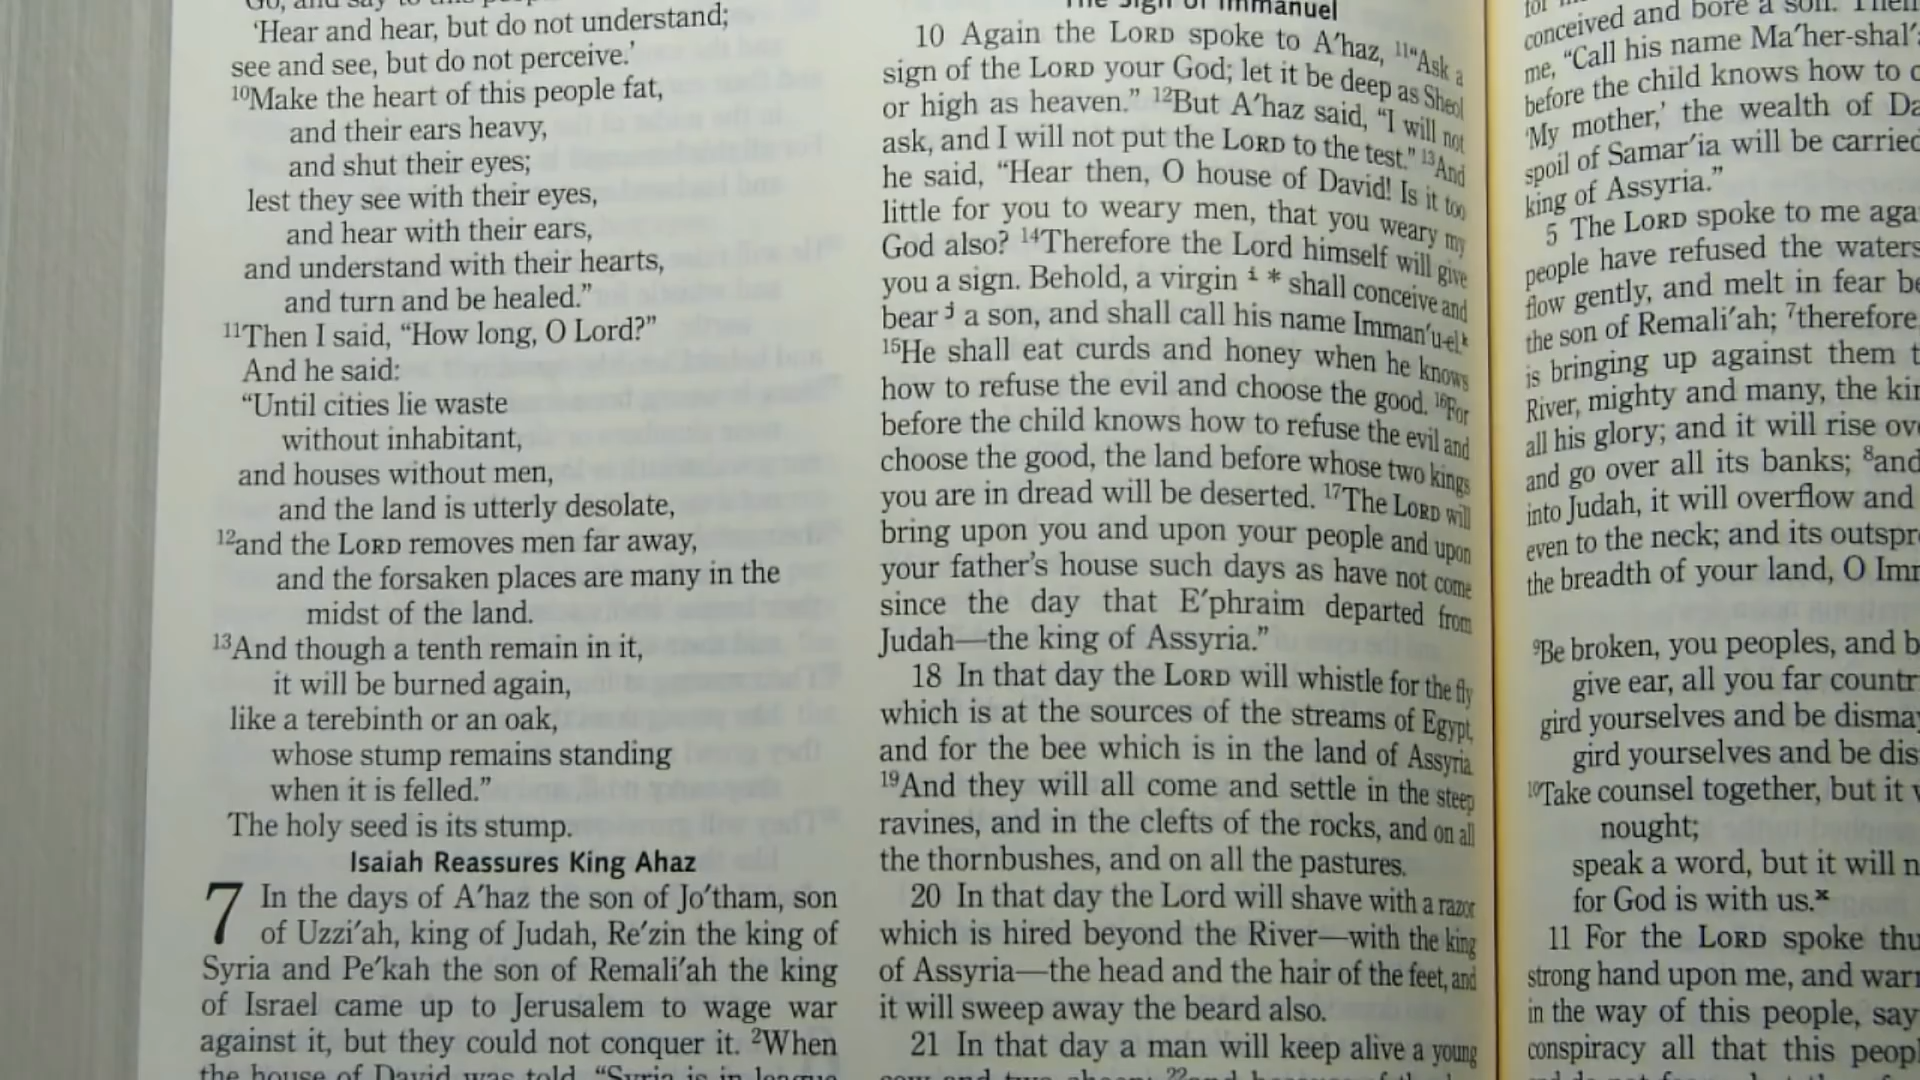 Go, and say to this people
‘Hear and hear, but do not understand;
see and see, but do not perceive.’
10Make the heart of this people fat,
and their ears heavy,
and shut their eyes;
lest they see with their eyes,
and hear with their ears,
and understand with their hearts,
and turn and be healed.”
11Then I said, “How long, O Lord?”
And he said:
“Until cities lie waste
without inhabitant,
and houses without men,
and the land is utterly desolate,
12and the LORD removes men far away,
and the forsaken places are many in the
midst of the land.
13And though a tenth remain in it,
it will be burned again,
like a terebinth or an oak,
whose stump remains standing
when it is felled.”
The holy seed is its stump.
Isaiah Reassures King Ahaz
7 In the days of A′haz the son of Jo′tham, son
of Uzzi′ah, king of Judah, Re′zin the king of
Syria and Pe′kah the son of Remali′ah the king
of Israel came up to Jerusalem to wage war
against it, but they could not conquer it. 2When
the house of David was told, “Syria is in league
The Sign of Immanuel
10 Again the LORD spoke to A′haz, 11“Ask a
sign of the LORD your God; let it be deep as Sheol
or high as heaven.” 12But A′haz said, “I will not
ask, and I will not put the LORD to the test.” 13And
he said, “Hear then, O house of David! Is it too
little for you to weary men, that you weary my
God also? 14Therefore the Lord himself will give
you a sign. Behold, a virgin i * shall conceive and
bear j a son, and shall call his name Imman′u-el.k
15He shall eat curds and honey when he knows
how to refuse the evil and choose the good. 16For
before the child knows how to refuse the evil and
choose the good, the land before whose two kings
you are in dread will be deserted. 17The LORD will
bring upon you and upon your people and upon
your father’s house such days as have not come
since the day that E′phraim departed from
Judah—the king of Assyria.”
18 In that day the LORD will whistle for the fly
which is at the sources of the streams of Egypt,
and for the bee which is in the land of Assyria.
19And they will all come and settle in the steep
ravines, and in the clefts of the rocks, and on all
the thornbushes, and on all the pastures.
20 In that day the Lord will shave with a razor
which is hired beyond the River—with the king
of Assyria—the head and the hair of the feet, and
it will sweep away the beard also.
21 In that day a man will keep alive a young
conceived and bore a son. Then
me, “Call his name Ma′her-shal′
before the child knows how to
‘My mother,’ the wealth of
spoil of Samar′ia will be carried
king of Assyria.”
5 The LORD spoke to me
people have refused the waters
flow gently, and melt in fear
the son of Remali′ah; 7therefore
is bringing up against them
River, mighty and many, the
all his glory; and it will rise
and go over all its banks; 8and
into Judah, it will overflow and
even to the neck; and its
the breadth of your land, O
9Be broken, you peoples, and
give ear, all you far
gird yourselves and be
gird yourselves and be
10Take counsel together, but it
nought;
speak a word, but it will
for God is with us.x
11 For the LORD spoke
strong hand upon me, and
in the way of this people,
conspiracy all that this